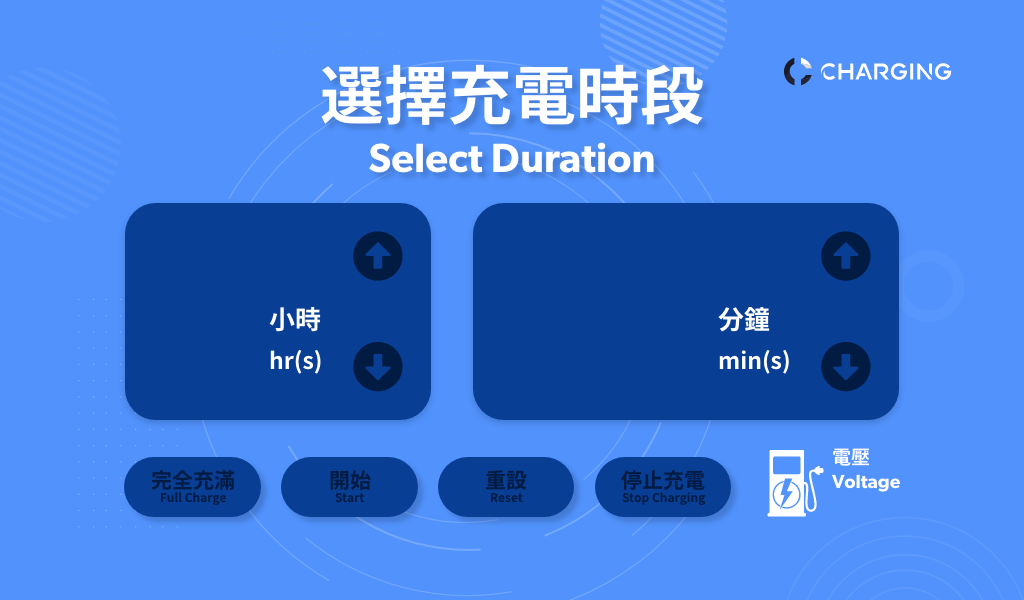 CHARGING
選擇充電時段
Select Duration
小時
hr(s)
分鐘
min(s)
完全充滿
Full Charge
開始
Start
重設
Reset
停止充電
Stop Charging
電壓
Voltage